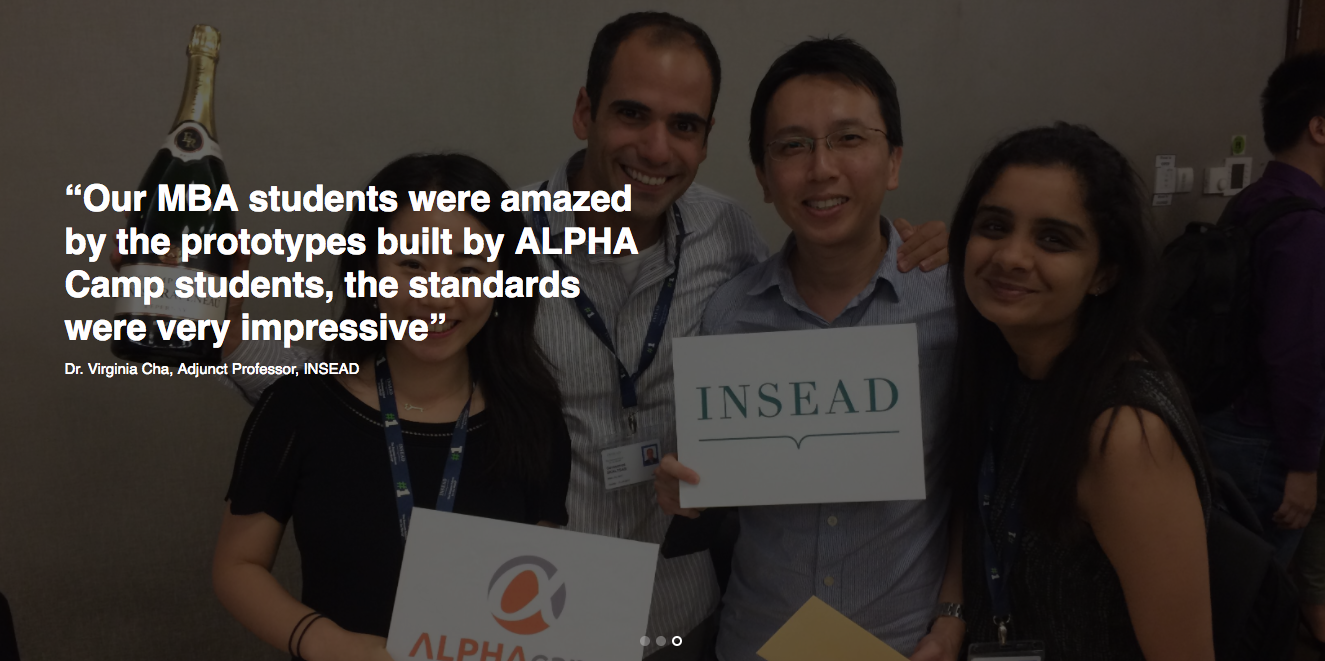 “Our MBA students were amazed
by the prototypes built by ALPHA
Camp students, the standards
were very impressive”
Dr. Virginia Cha, Adjunct Professor, INSEAD
INSEAD
ALPHA